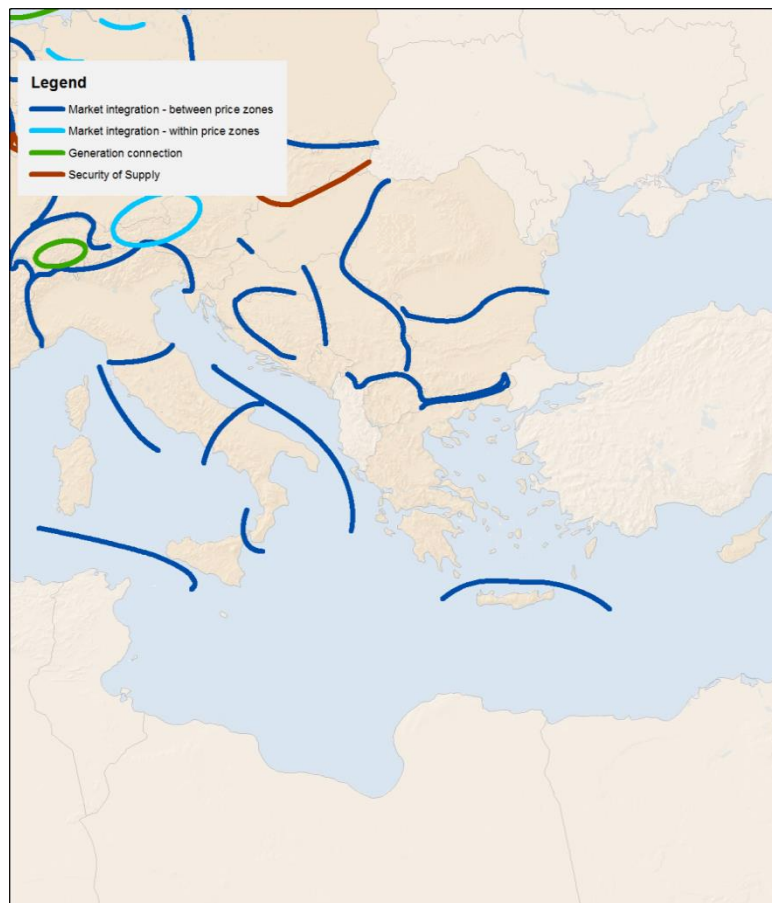 Legend
Market integration - between price zones
Market integration - within price zones
Generation connection
Security of Supply